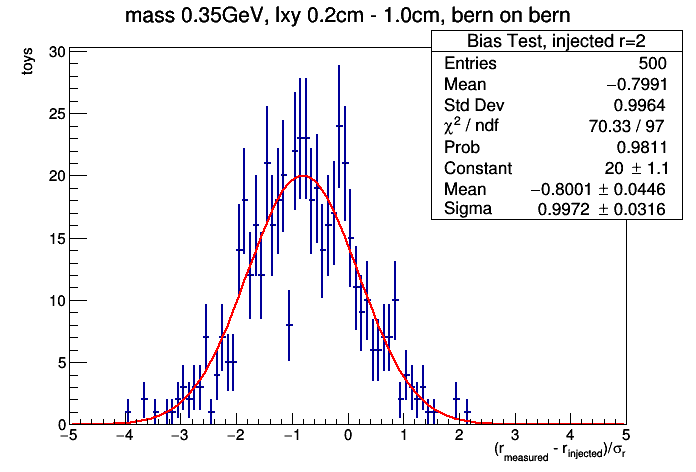 mass 0.35GeV, lxy 0.2cm - 1.0cm, bern on bern
toys
Bias Test, injected r=2
Entries 500
Mean −0.7991
Std Dev 0.9964
χ² / ndf 70.33 / 97
Prob 0.9811
Constant 20 ± 1.1
Mean −0.8001 ± 0.0446
Sigma 0.9972 ± 0.0316
30
25
20
15
10
5
0
−5 −4 −3 −2 −1 0 1 2 3 4 5
(r_measured - r_injected)/σ_r